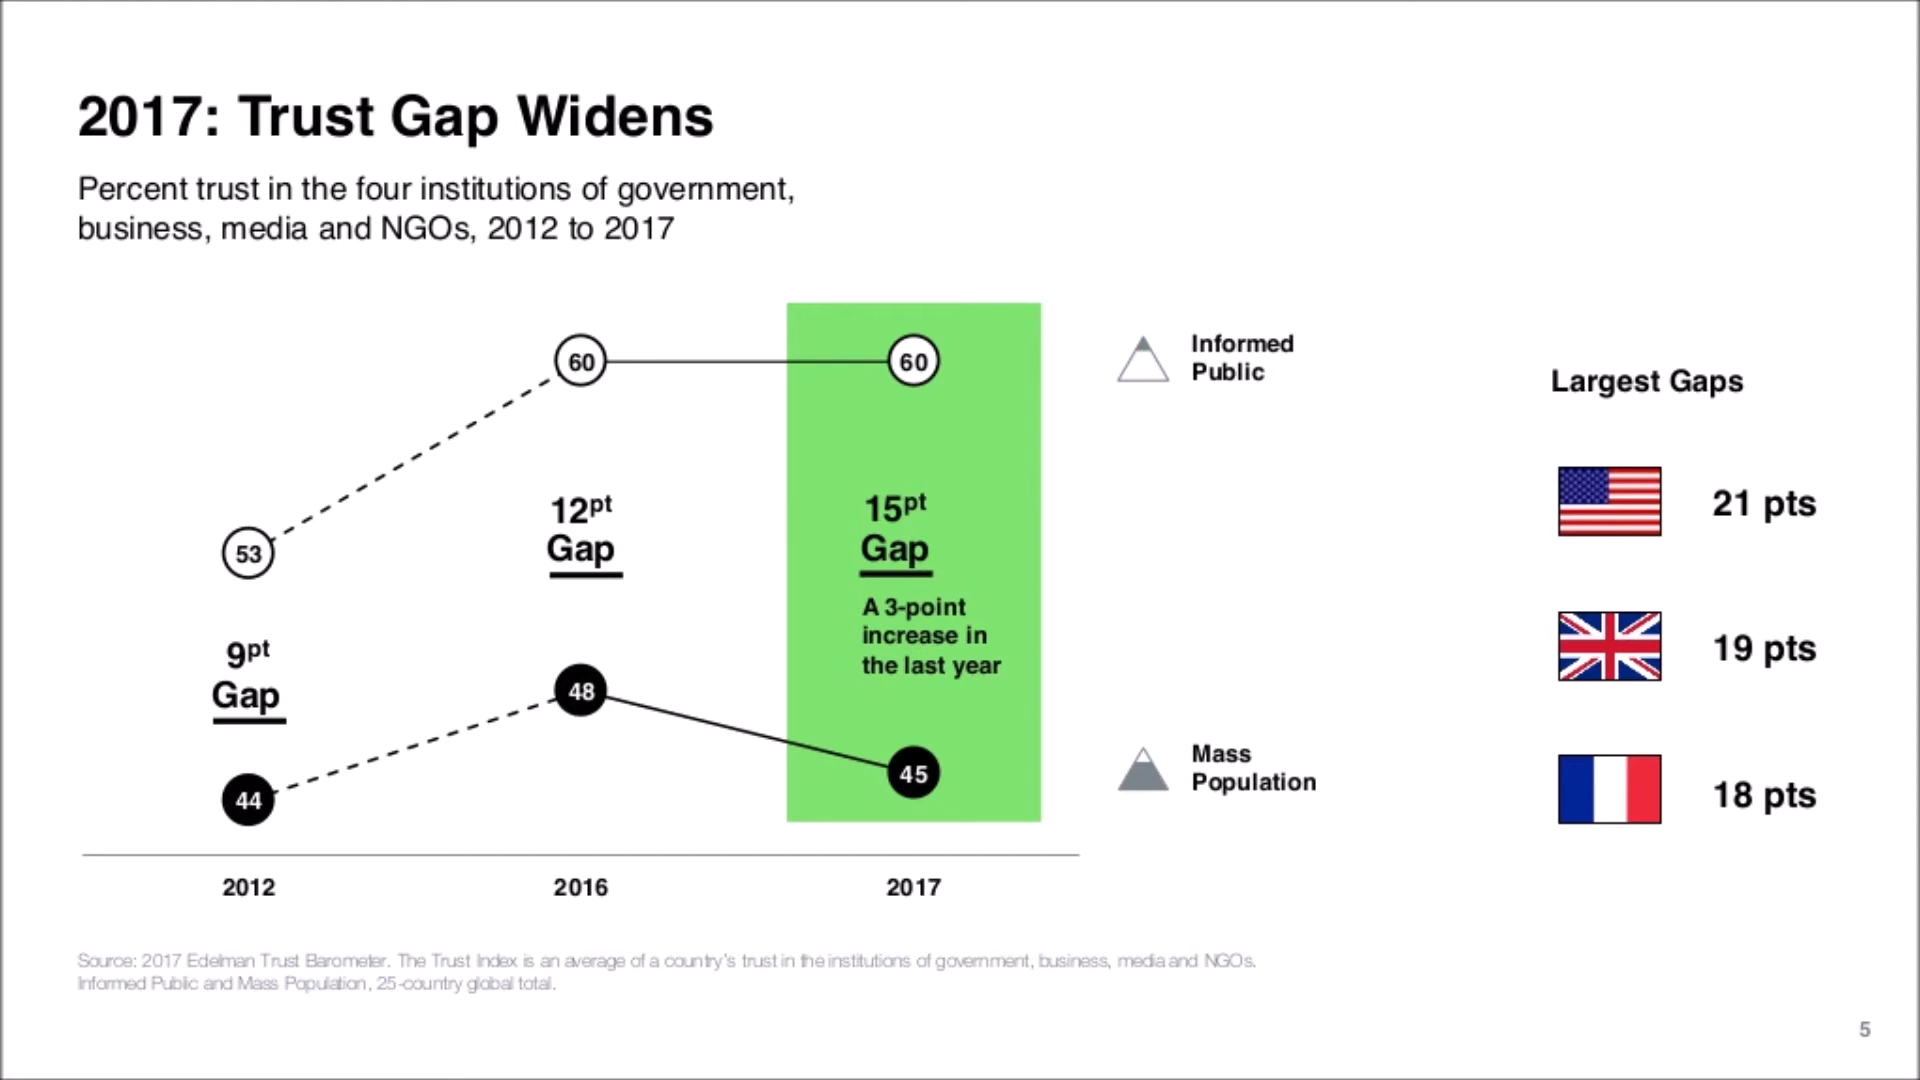 2017: Trust Gap Widens
Percent trust in the four institutions of government,
business, media and NGOs, 2012 to 2017
60
60
Informed
Public
53
12pt
Gap
15pt
Gap
A 3-point
increase in
the last year
9pt
Gap
48
45
44
Mass
Population
2012
2016
2017
Largest Gaps
21 pts
19 pts
18 pts
Source: 2017 Edelman Trust Barometer. The Trust Index is an average of a country's trust in the institutions of government, business, media and NGOs.
Informed Public and Mass Population, 25-country global total.
5